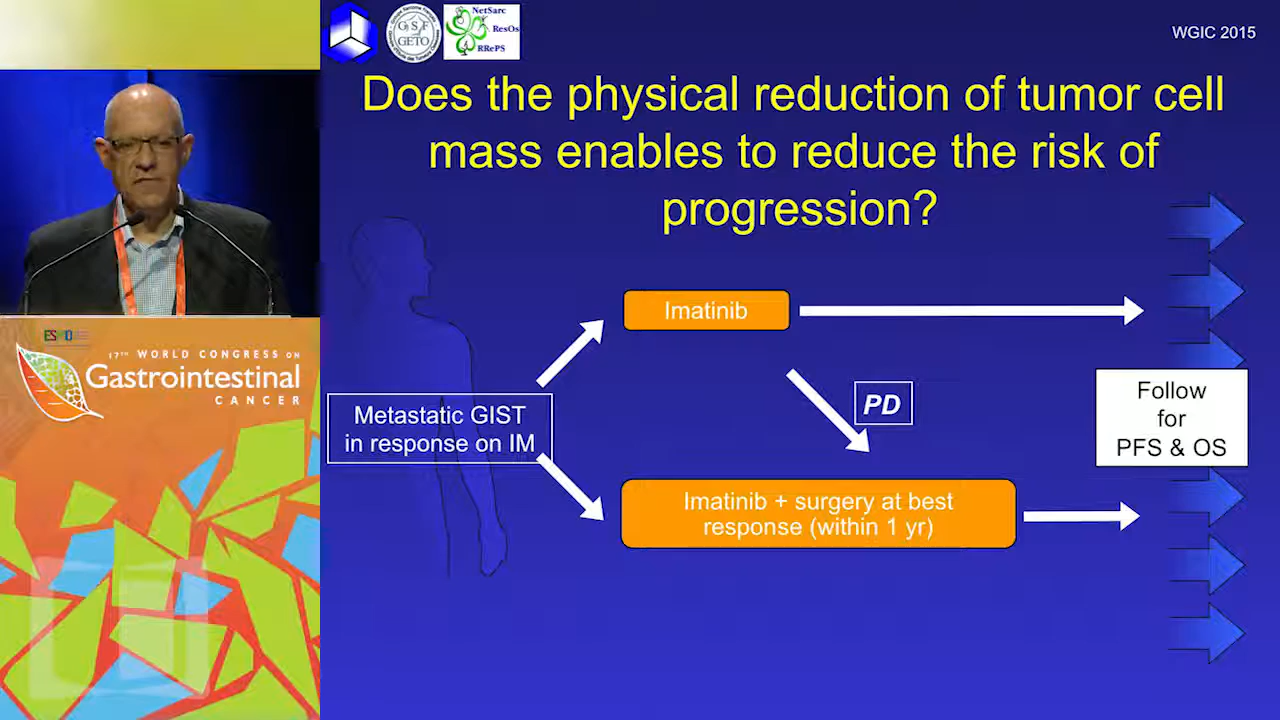 NetSarc
ResOs
RRePS
GSF
GETO
WGIC 2015
Does the physical reduction of tumor cell
mass enables to reduce the risk of
progression?
Imatinib
PD
Metastatic GIST
in response on IM
Follow
for
PFS & OS
Imatinib + surgery at best
response (within 1 yr)
ESMO
17TH WORLD CONGRESS ON
Gastrointestinal
CANCER